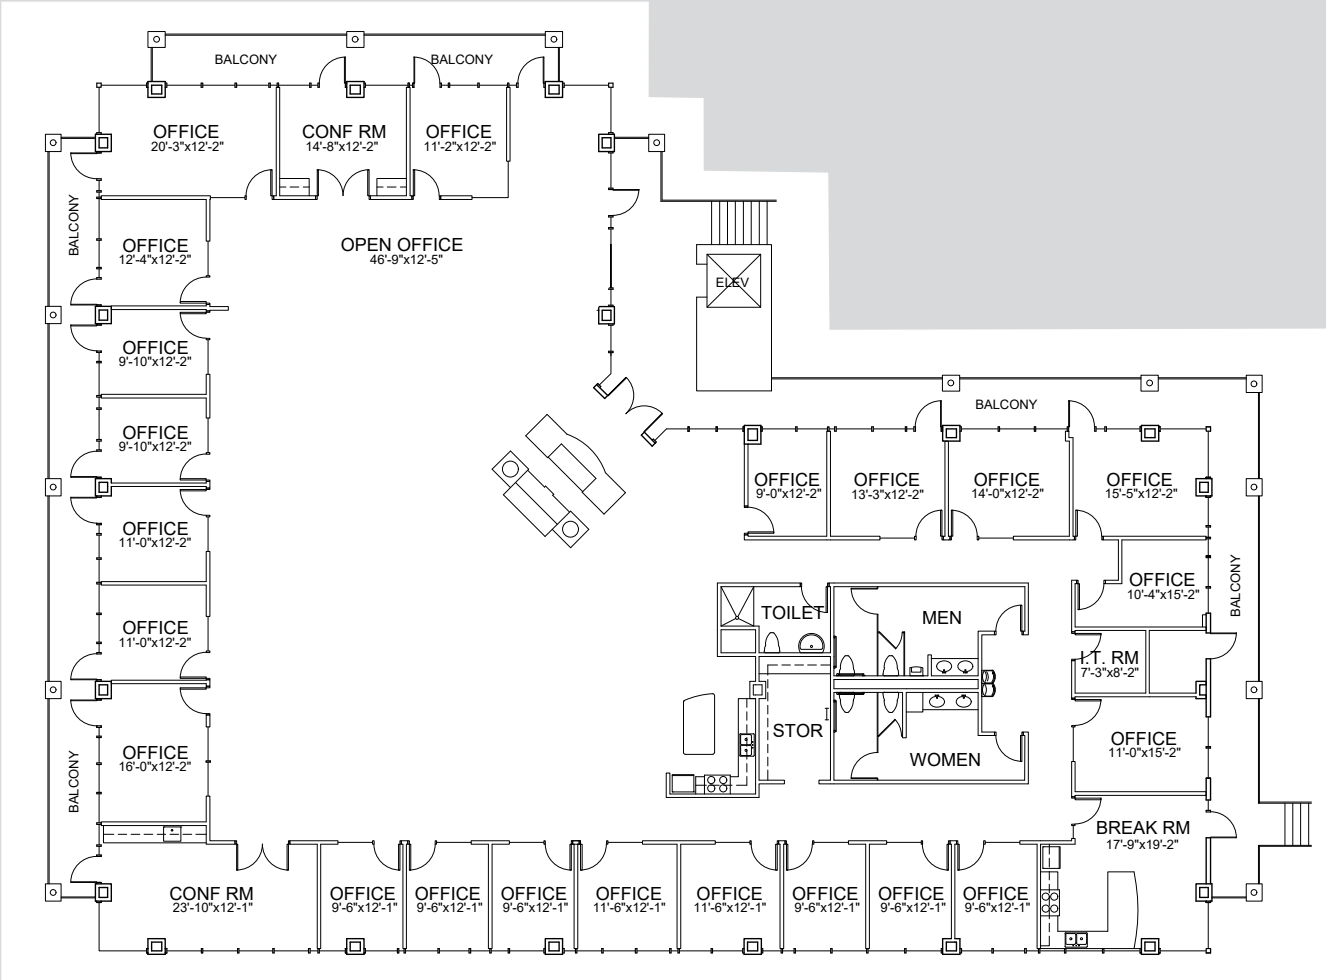 BALCONY
BALCONY
OFFICE
20'-3"x12'-2"
CONF RM
14'-8"x12'-2"
OFFICE
11'-2"x12'-2"
BALCONY
OFFICE
12'-4"x12'-2"
OPEN OFFICE
46'-9"x12'-5"
ELEV
OFFICE
9'-10"x12'-2"
OFFICE
9'-10"x12'-2"
BALCONY
OFFICE
9'-0"x12'-2"
OFFICE
13'-3"x12'-2"
OFFICE
14'-0"x12'-2"
OFFICE
15'-5"x12'-2"
OFFICE
11'-0"x12'-2"
OFFICE
10'-4"x15'-2"
BALCONY
OFFICE
11'-0"x12'-2"
TOILET
MEN
I.T. RM
7'-3"x8'-2"
OFFICE
16'-0"x12'-2"
BALCONY
STOR
WOMEN
OFFICE
11'-0"x15'-2"
BREAK RM
17'-9"x19'-2"
CONF RM
23'-10"x12'-1"
OFFICE
9'-6"x12'-1"
OFFICE
9'-6"x12'-1"
OFFICE
9'-6"x12'-1"
OFFICE
11'-6"x12'-1"
OFFICE
11'-6"x12'-1"
OFFICE
9'-6"x12'-1"
OFFICE
9'-6"x12'-1"
OFFICE
9'-6"x12'-1"